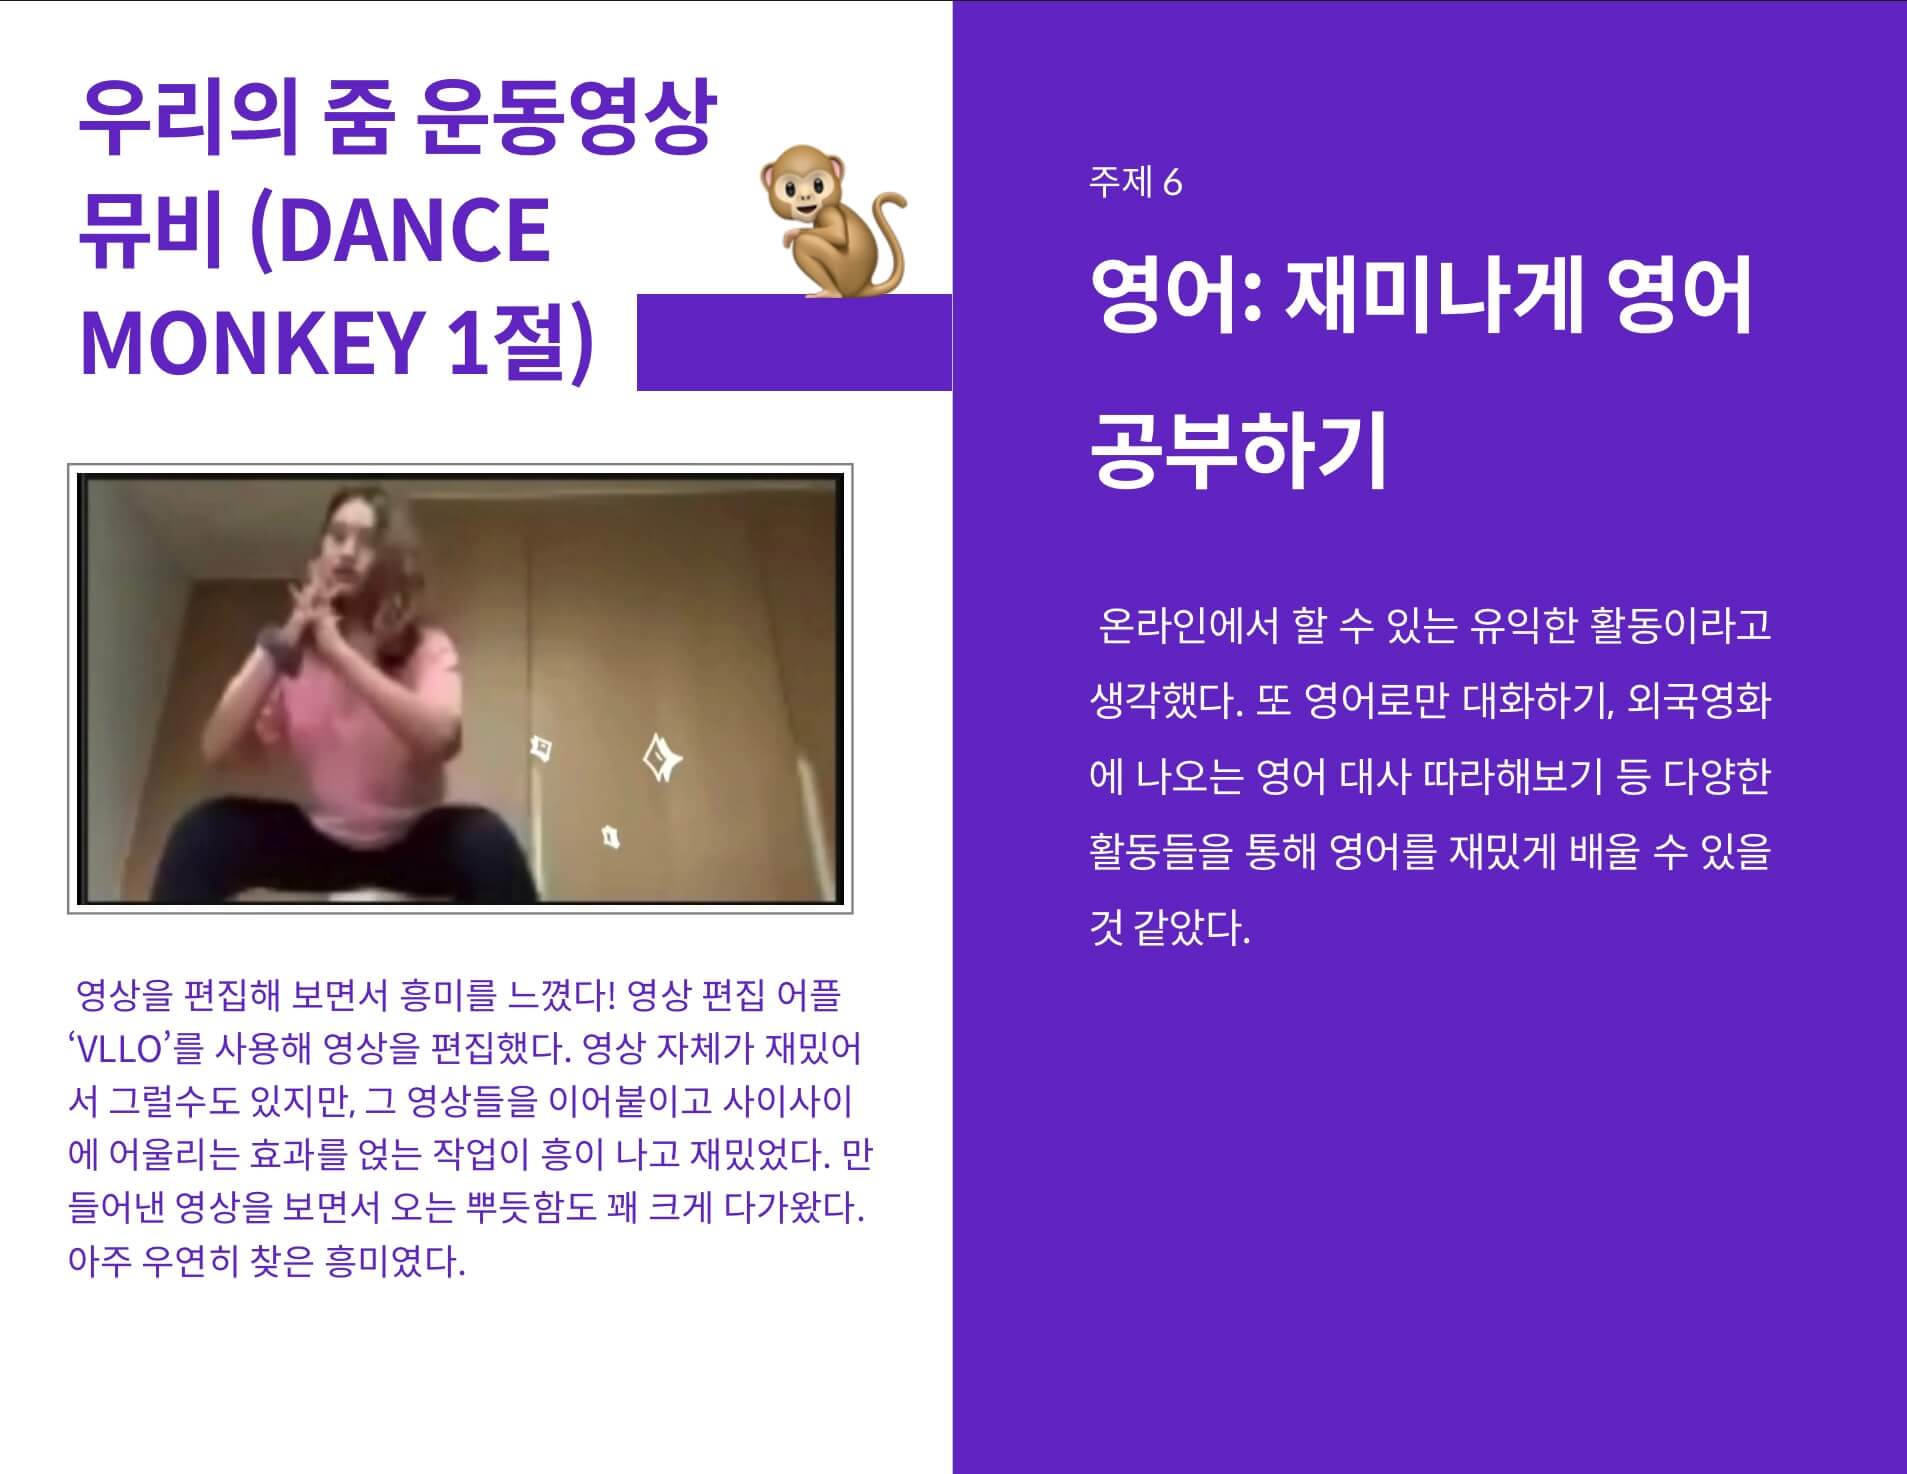 우리의 줌 운동영상
뮤비 (DANCE
MONKEY 1절)
영상을 편집해 보면서 흥미를 느꼈다! 영상 편집 어플
‘VLLO’를 사용해 영상을 편집했다. 영상 자체가 재밌어
서 그럴수도 있지만, 그 영상들을 이어붙이고 사이사이
에 어울리는 효과를 얹는 작업이 흥이 나고 재밌었다. 만
들어낸 영상을 보면서 오는 뿌듯함도 꽤 크게 다가왔다.
아주 우연히 찾은 흥미였다.
주제 6
영어: 재미나게 영어
공부하기
온라인에서 할 수 있는 유익한 활동이라고
생각했다. 또 영어로만 대화하기, 외국영화
에 나오는 영어 대사 따라해보기 등 다양한
활동들을 통해 영어를 재밌게 배울 수 있을
것 같았다.